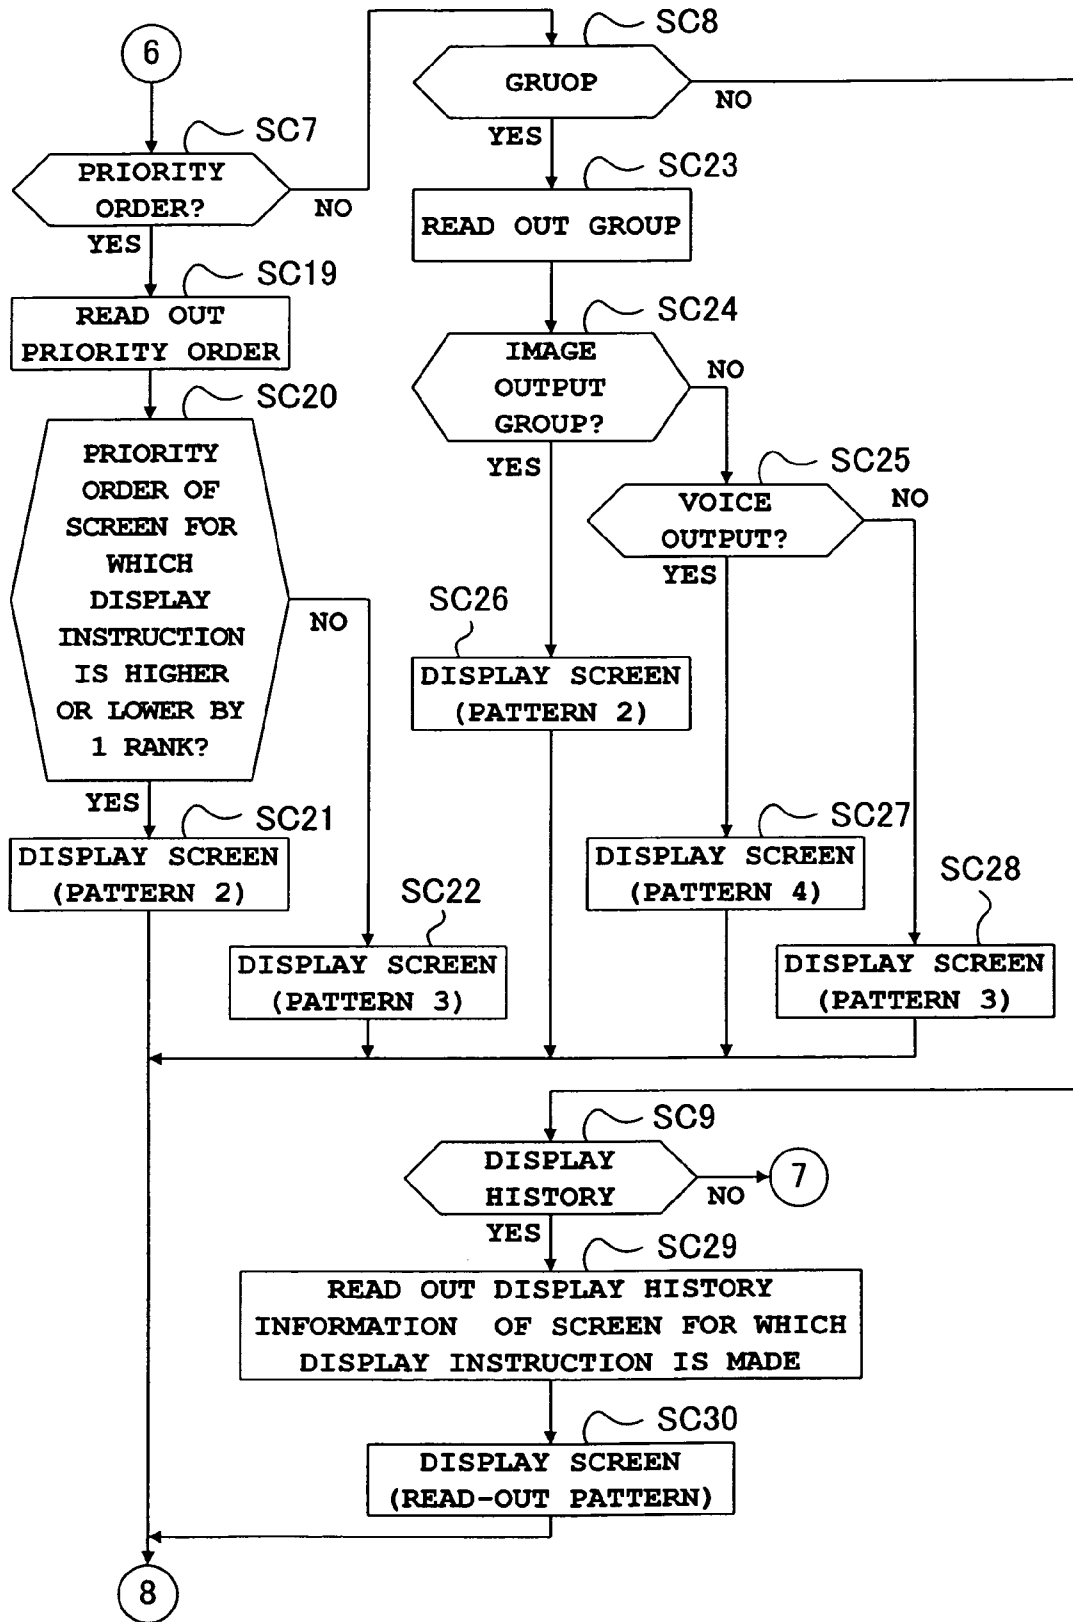 6
SC7
PRIORITY
ORDER?
NO
YES
SC19
READ OUT
PRIORITY ORDER
SC20
PRIORITY
ORDER OF
SCREEN FOR
WHICH
DISPLAY
INSTRUCTION
IS HIGHER
OR LOWER BY
1 RANK?
NO
YES
SC21
DISPLAY SCREEN
(PATTERN 2)
SC22
DISPLAY SCREEN
(PATTERN 3)
SC8
GRUOP
NO
YES
SC23
READ OUT GROUP
SC24
IMAGE
OUTPUT
GROUP?
NO
YES
SC25
VOICE
OUTPUT?
NO
YES
SC26
DISPLAY SCREEN
(PATTERN 2)
SC27
DISPLAY SCREEN
(PATTERN 4)
SC28
DISPLAY SCREEN
(PATTERN 3)
SC9
DISPLAY
HISTORY
NO
7
YES
SC29
READ OUT DISPLAY HISTORY
INFORMATION OF SCREEN FOR WHICH
DISPLAY INSTRUCTION IS MADE
SC30
DISPLAY SCREEN
(READ-OUT PATTERN)
8